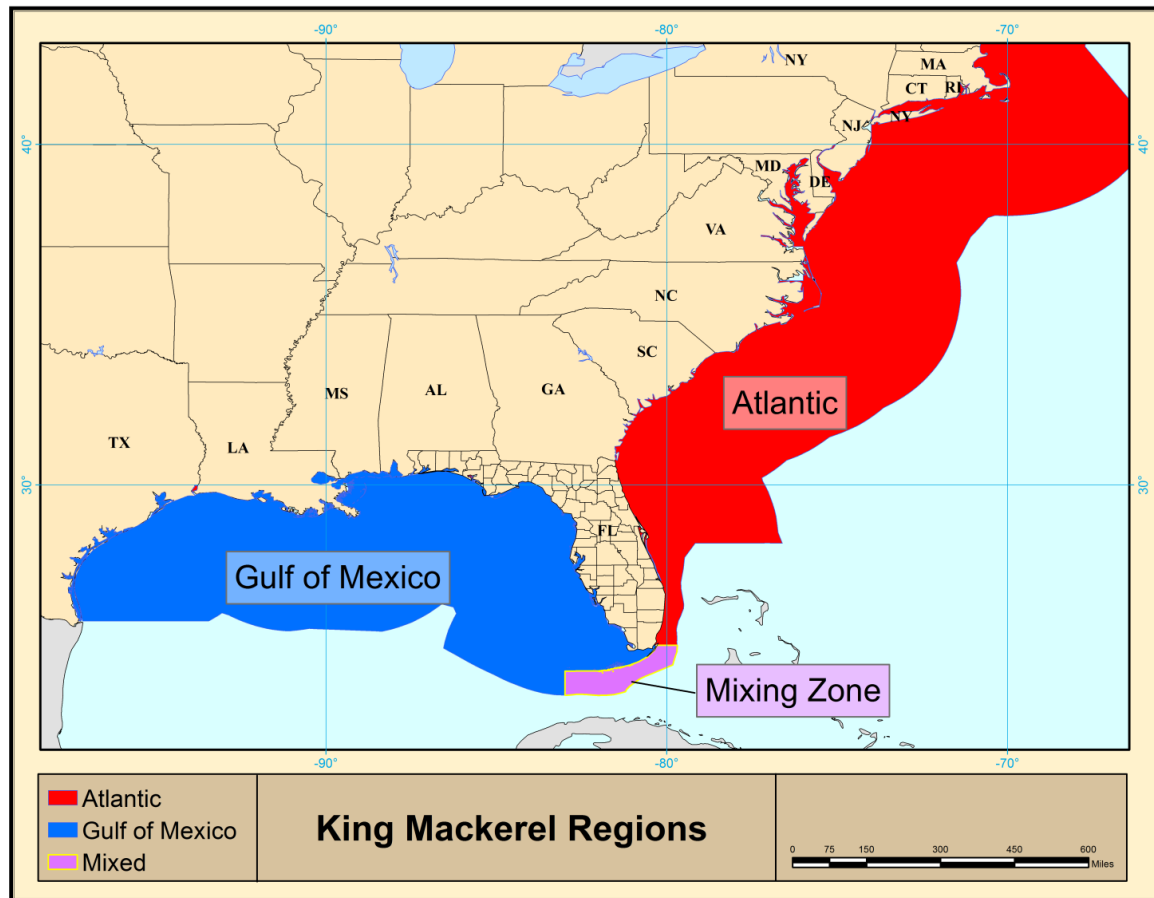 -90°
-80°
-70°
NY
MA
CT
RI
NY
NJ
40°
40°
MD
DE
VA
NC
SC
MS
AL
GA
Atlantic
TX
LA
30°
30°
FL
Gulf of Mexico
Mixing Zone
-90°
-80°
-70°
Atlantic
Gulf of Mexico
Mixed
King Mackerel Regions
0 75 150 300 450 600
Miles